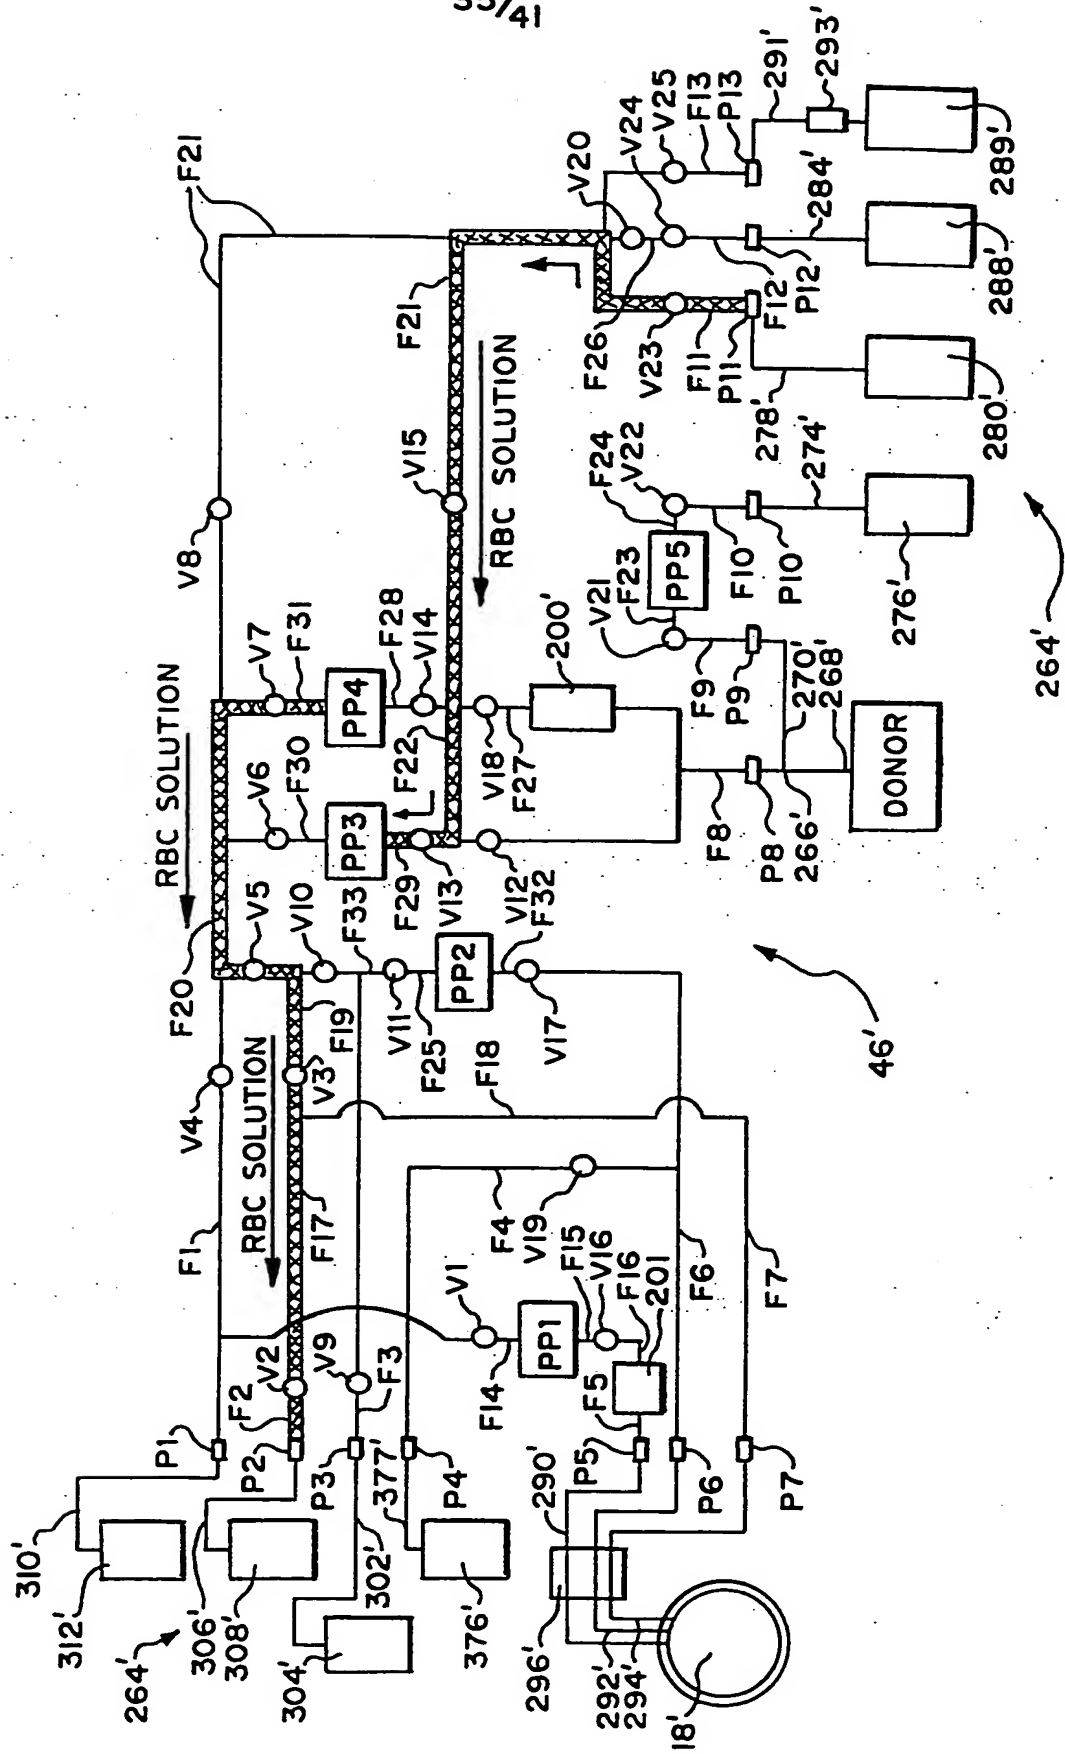 35/41
310'
312'
264'
306'
308'
304'
302'
377'
376'
290'
296'
292'
294'
18'
P1
P2
P3
P4
P5
P6
P7
F1
F2
V2
V9
F3
F17
RBC SOLUTION
V4
V3
F19
F20
V5
V10
F33
V11
F25
PP2
F32
V17
F18
F4
V19
V1
F14
PP1
F15
V16
F16
201
F5
F6
F7
RBC SOLUTION
V6
F30
PP3
F29
V13
V12
V7
F31
PP4
F28
V14
F22
V18
F27
200'
V8
F21
F21
V15
RBC SOLUTION
F8
P8
266'
DONOR
268'
270'
F9
P9
V21
F23
PP5
F24
V22
F10
P10
274'
276'
F26
V23
F11
P11
278'
280'
V20
V24
F12
P12
284'
288'
V25
F13
P13
291'
293'
289'
46'
264'